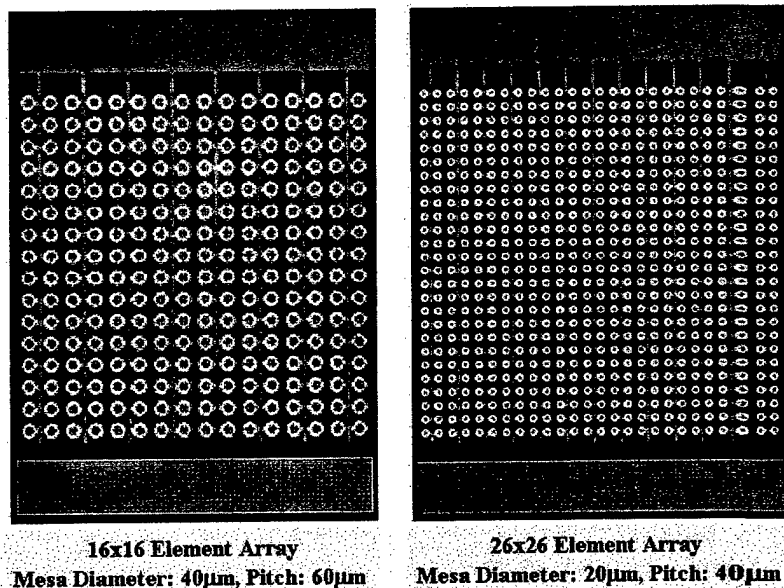 16x16 Element Array
Mesa Diameter: 40μm, Pitch: 60μm
26x26 Element Array
Mesa Diameter: 20μm, Pitch: 40μm